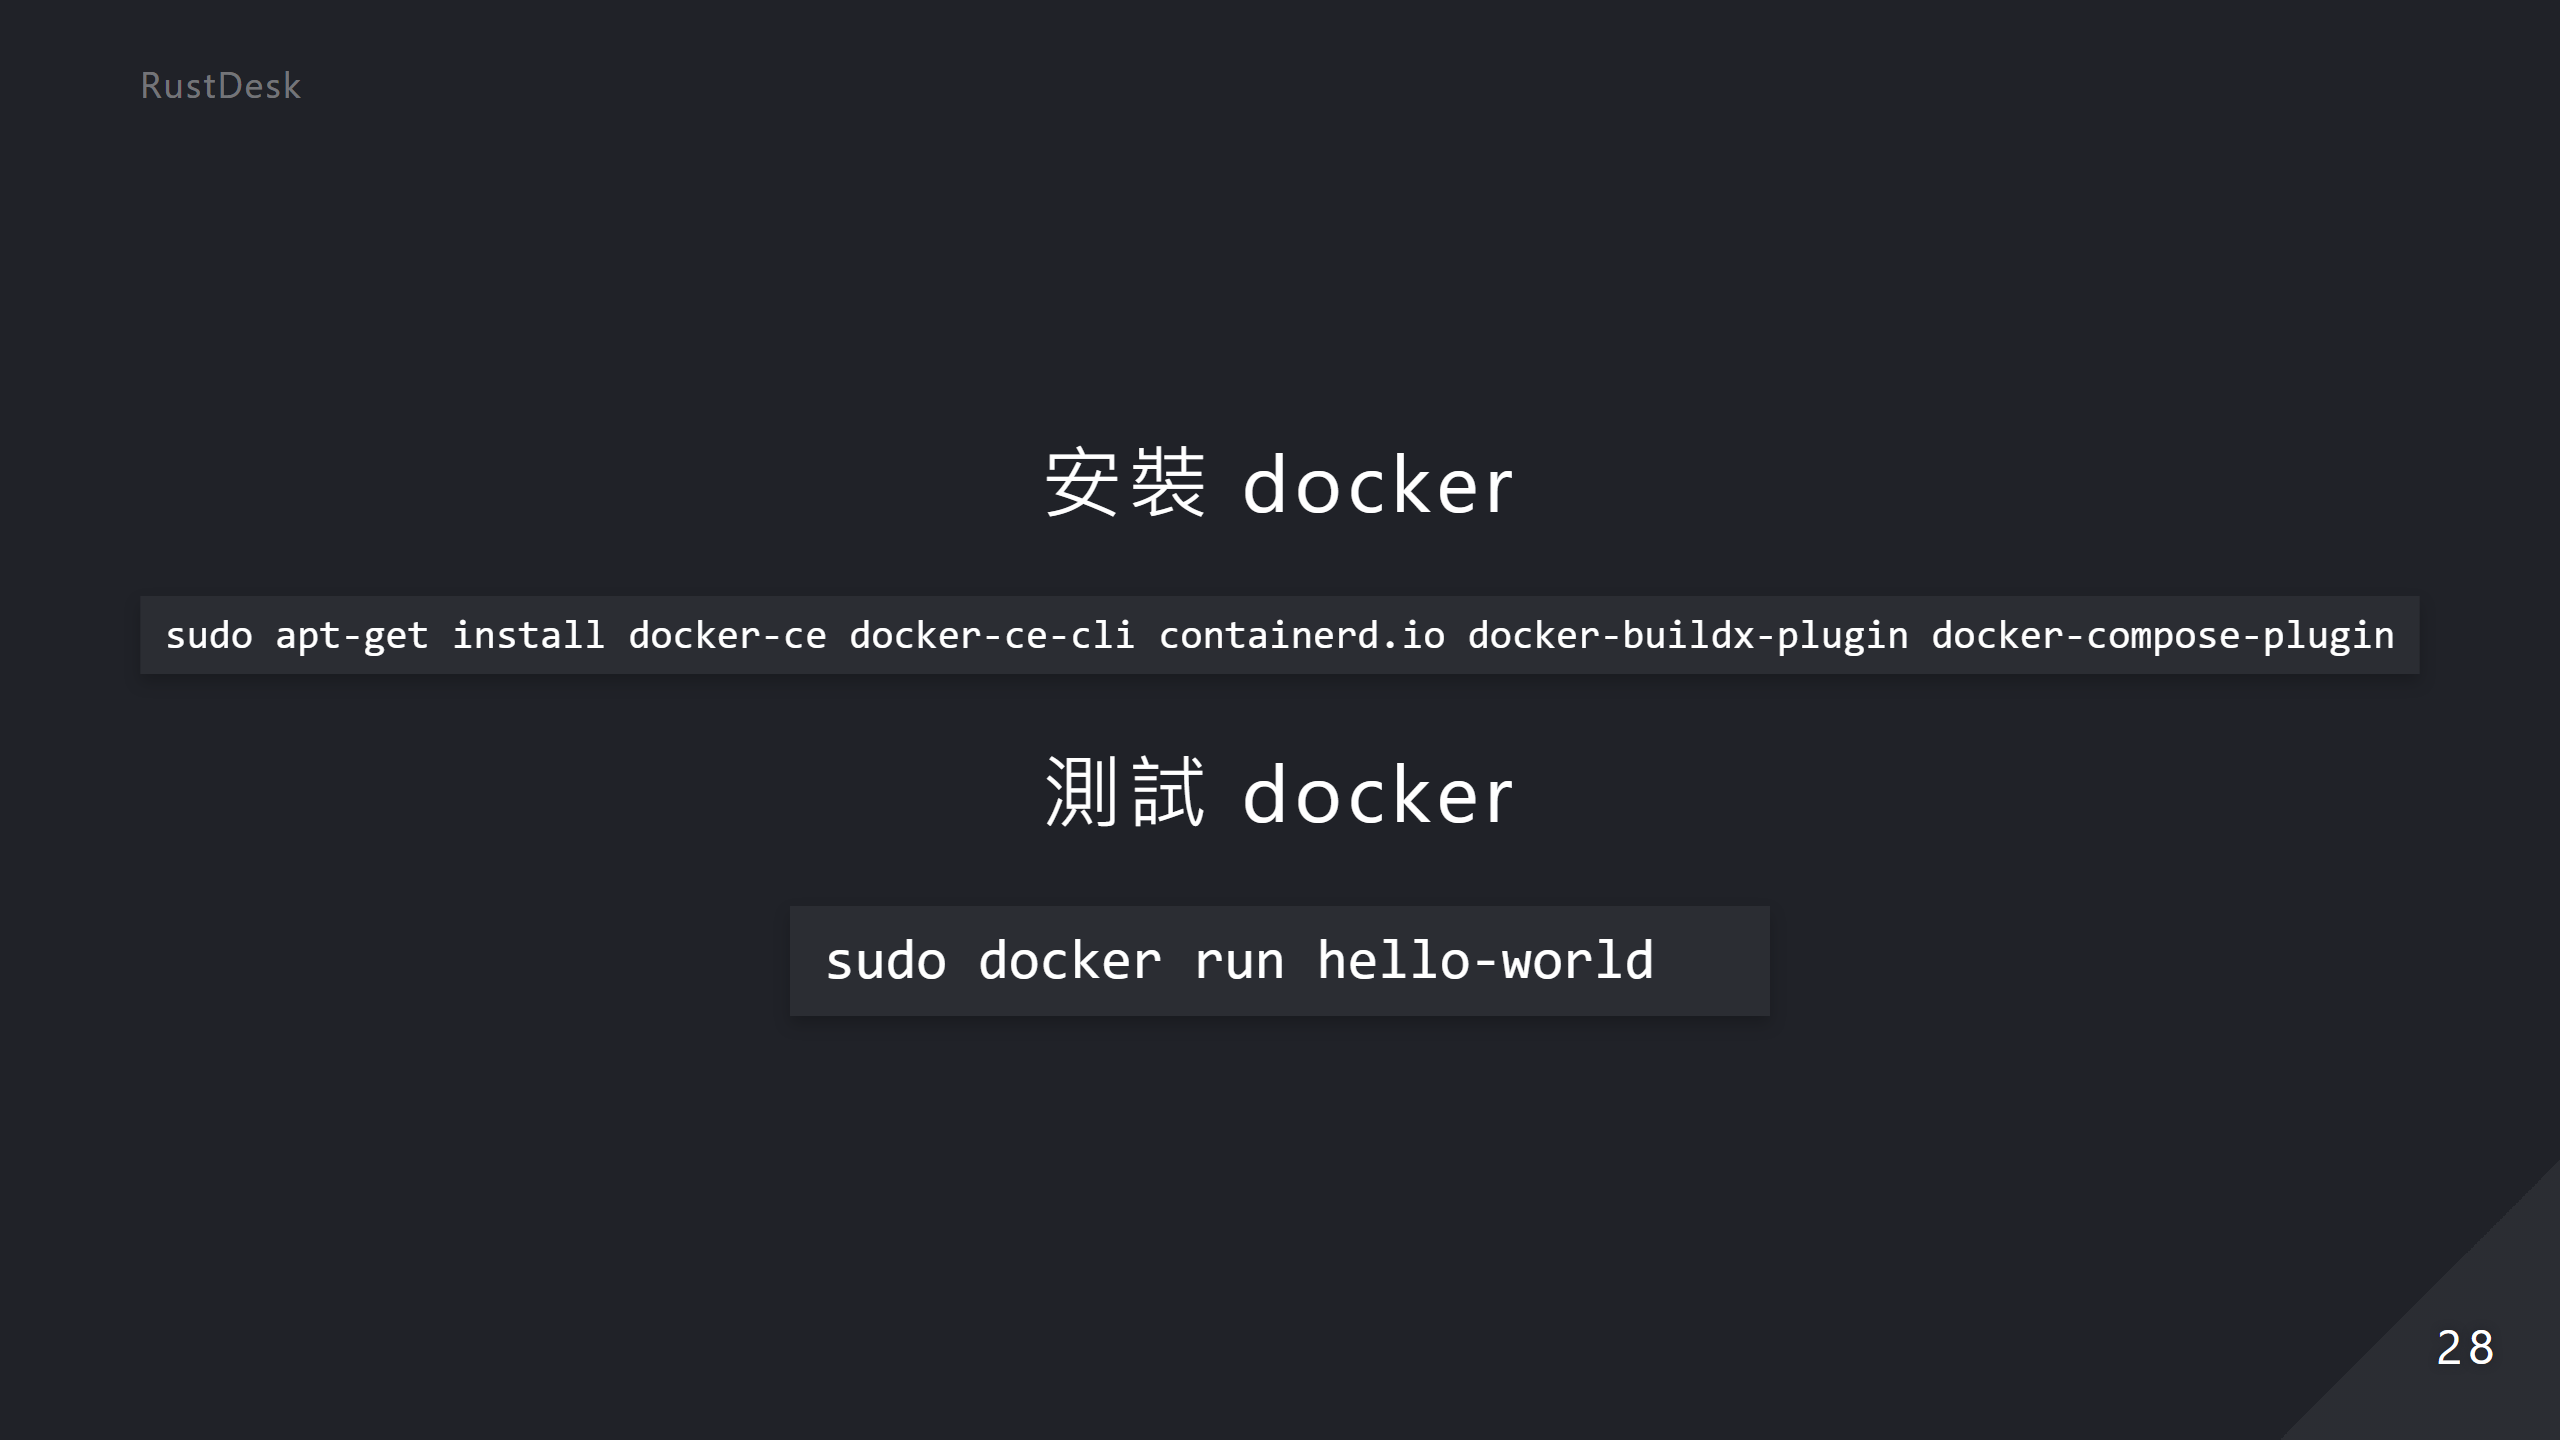 RustDesk
安裝 docker
sudo apt-get install docker-ce docker-ce-cli containerd.io docker-buildx-plugin docker-compose-plugin
測試 docker
sudo docker run hello-world
28